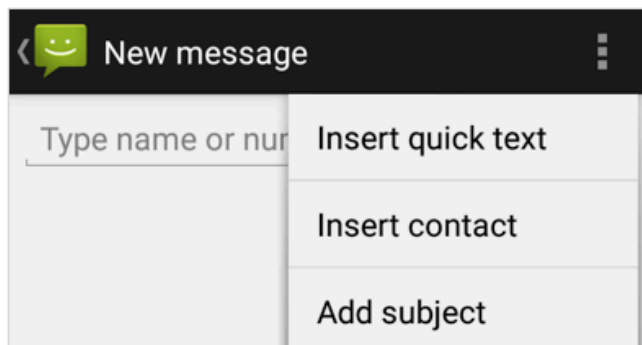 New message
Type name or nur
Insert quick text
Insert contact
Add subject